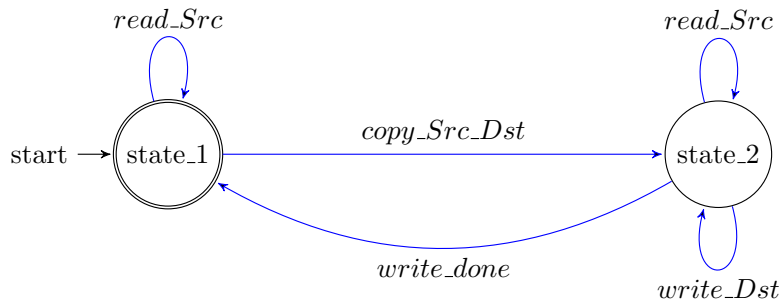 read_Src
read_Src
start
state_1
copy_Src_Dst
state_2
write_done
write_Dst